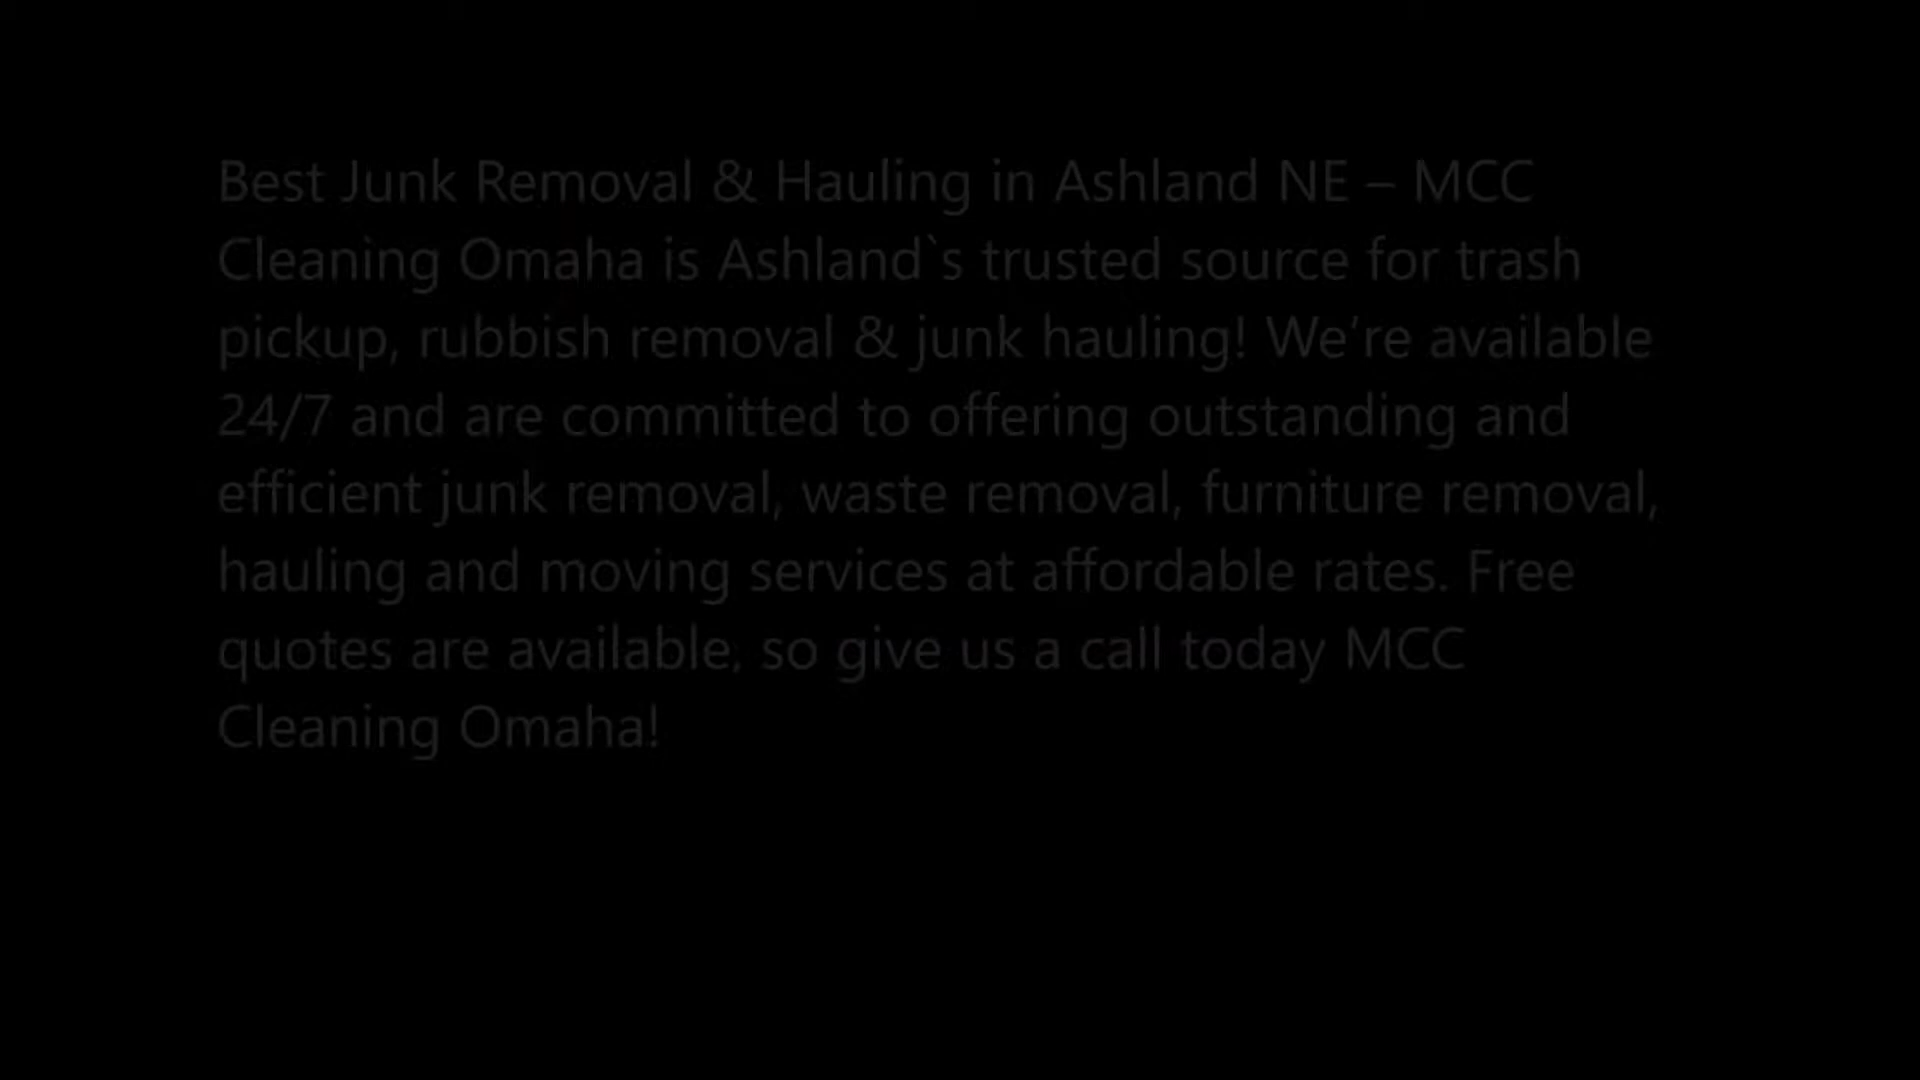 Best Junk Removal & Hauling in Ashland NE – MCC
Cleaning Omaha is Ashland`s trusted source for trash
pickup, rubbish removal & junk hauling! We’re available
24/7 and are committed to offering outstanding and
efficient junk removal, waste removal, furniture removal,
hauling and moving services at affordable rates. Free
quotes are available, so give us a call today MCC
Cleaning Omaha!